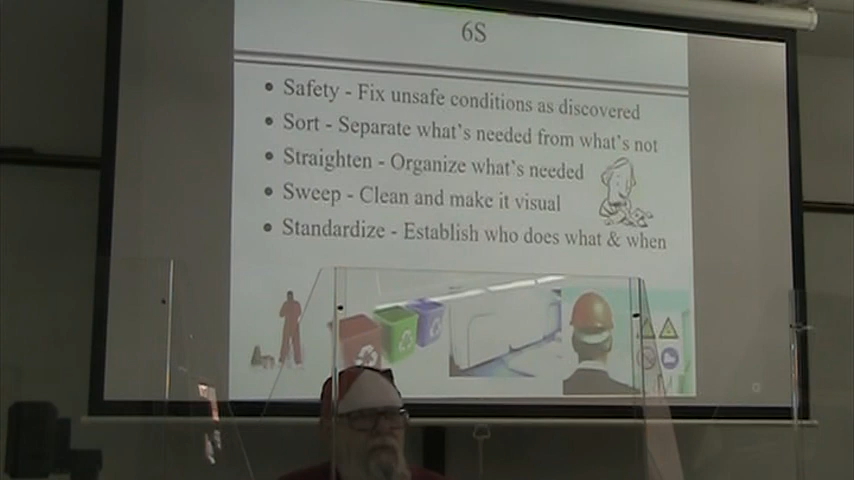 6S
• Safety - Fix unsafe conditions as discovered
• Sort - Separate what's needed from what's not
• Straighten - Organize what's needed
• Sweep - Clean and make it visual
• Standardize - Establish who does what & when